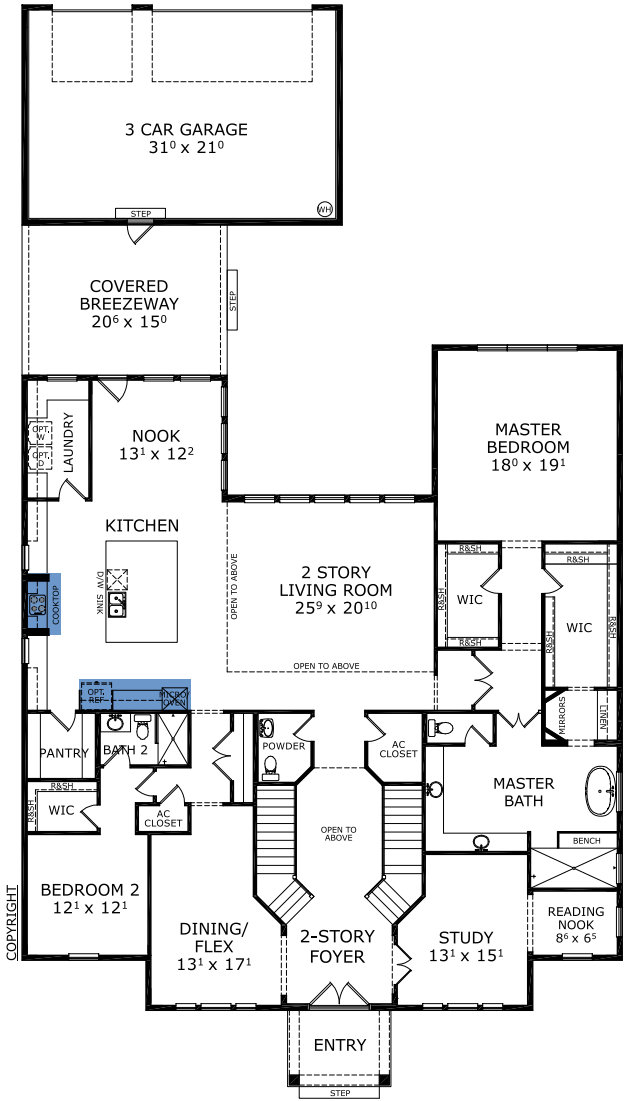 3 CAR GARAGE
31⁰ x 21⁰
STEP
WH
COVERED
BREEZEWAY
20⁶ x 15⁰
STEP
OPT.
W
OPT.
D
LAUNDRY
NOOK
13¹ x 12²
MASTER
BEDROOM
18⁰ x 19¹
KITCHEN
COOKTOP
D/W
SINK
OPEN TO ABOVE
2 STORY
LIVING ROOM
25⁹ x 20¹⁰
OPEN TO ABOVE
R&SH
R&SH
WIC
R&SH
R&SH
R&SH
WIC
OPT.
REF
MICRO/
OVEN
MIRRORS
LINEN
PANTRY
BATH 2
POWDER
AC
CLOSET
R&SH
R&SH
WIC
AC
CLOSET
OPEN TO
ABOVE
MASTER
BATH
BENCH
COPYRIGHT
BEDROOM 2
12¹ x 12¹
DINING/
FLEX
13¹ x 17¹
2-STORY
FOYER
STUDY
13¹ x 15¹
READING
NOOK
8⁶ x 6⁵
ENTRY
STEP